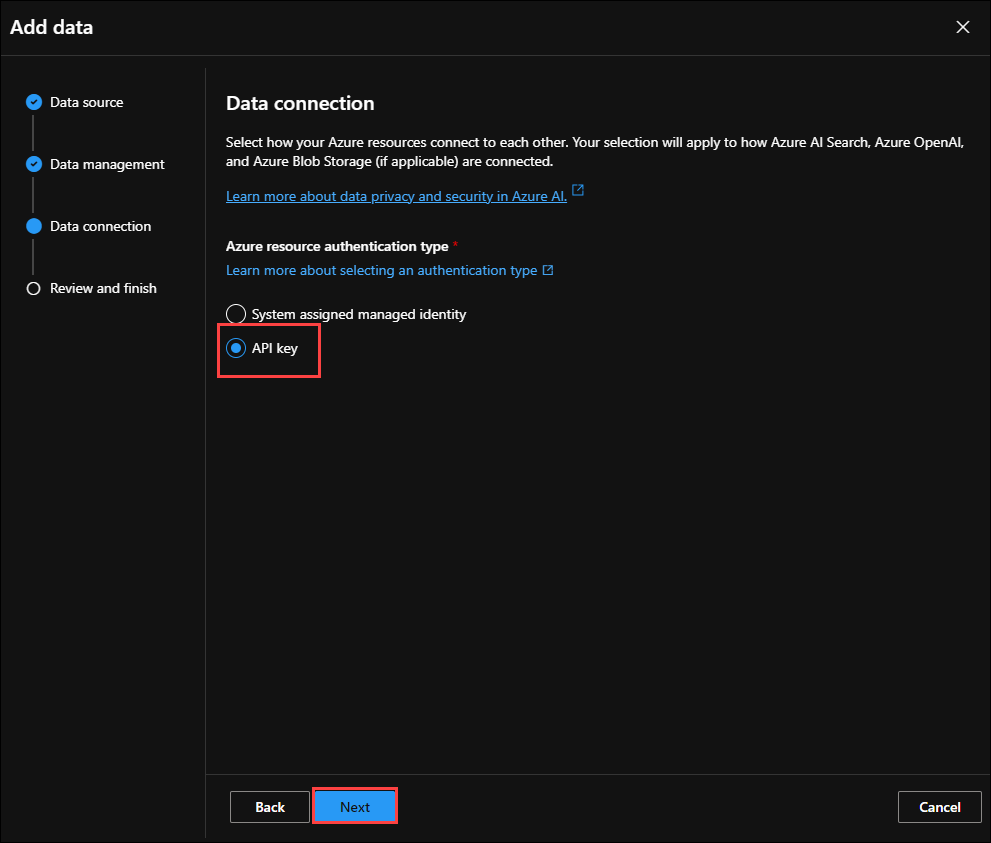 Add data
Data source
Data management
Data connection
Review and finish
Data connection
Select how your Azure resources connect to each other. Your selection will apply to how Azure AI Search, Azure OpenAI,
and Azure Blob Storage (if applicable) are connected.
Learn more about data privacy and security in Azure AI.
Azure resource authentication type *
Learn more about selecting an authentication type
System assigned managed identity
API key
Back
Next
Cancel